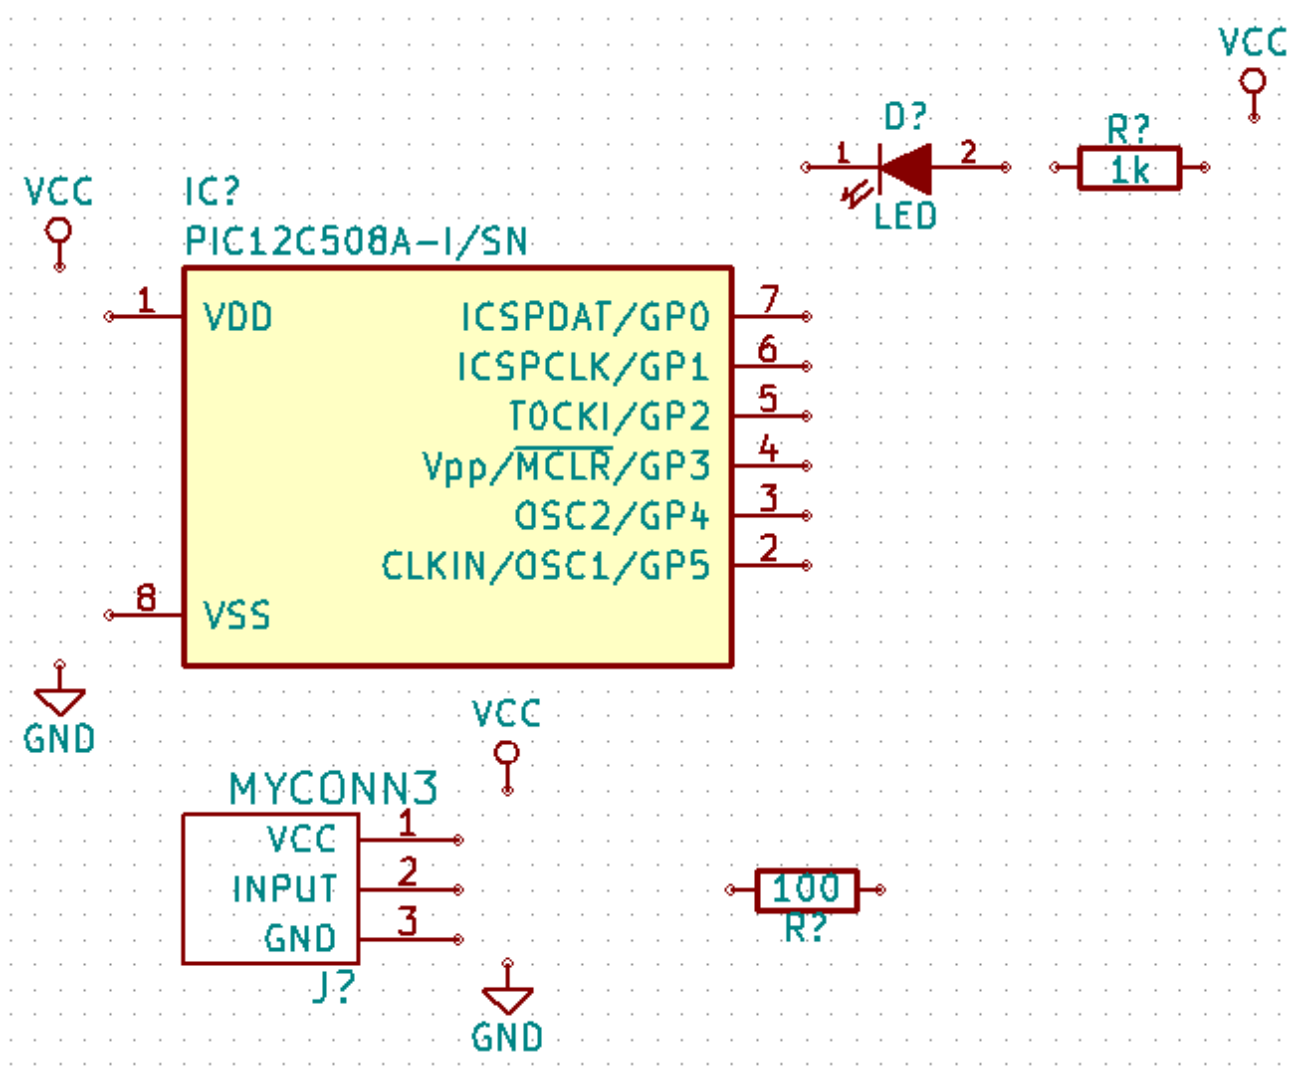 VCC
D?
R?
1
2
1k
LED
VCC
IC?
PIC12C508A-I/SN
1
VDD
ICSPDAT/GP0
7
ICSPCLK/GP1
6
T0CKI/GP2
5
Vpp/MCLR/GP3
4
OSC2/GP4
3
CLKIN/OSC1/GP5
2
8
VSS
GND
VCC
MYCONN3
VCC
1
INPUT
2
GND
3
J?
100
R?
GND